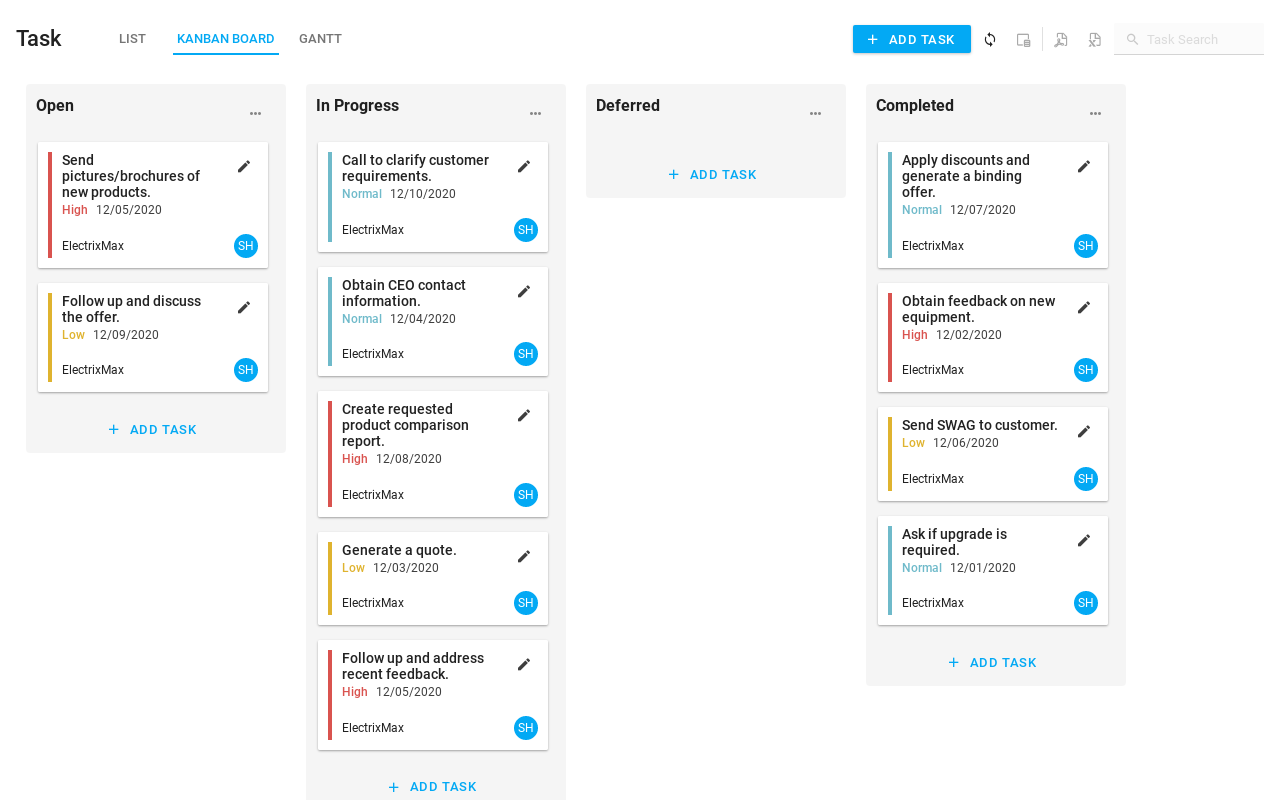 Task
LIST
KANBAN BOARD
GANTT
ADD TASK
Task Search
Open
Send
pictures/brochures of
new products.
High 12/05/2020
ElectrixMax
SH
Follow up and discuss
the offer.
Low 12/09/2020
ElectrixMax
SH
ADD TASK
In Progress
Call to clarify customer
requirements.
Normal 12/10/2020
ElectrixMax
SH
Obtain CEO contact
information.
Normal 12/04/2020
ElectrixMax
SH
Create requested
product comparison
report.
High 12/08/2020
ElectrixMax
SH
Generate a quote.
Low 12/03/2020
ElectrixMax
SH
Follow up and address
recent feedback.
High 12/05/2020
ElectrixMax
SH
ADD TASK
Deferred
ADD TASK
Completed
Apply discounts and
generate a binding
offer.
Normal 12/07/2020
ElectrixMax
SH
Obtain feedback on new
equipment.
High 12/02/2020
ElectrixMax
SH
Send SWAG to customer.
Low 12/06/2020
ElectrixMax
SH
Ask if upgrade is
required.
Normal 12/01/2020
ElectrixMax
SH
ADD TASK